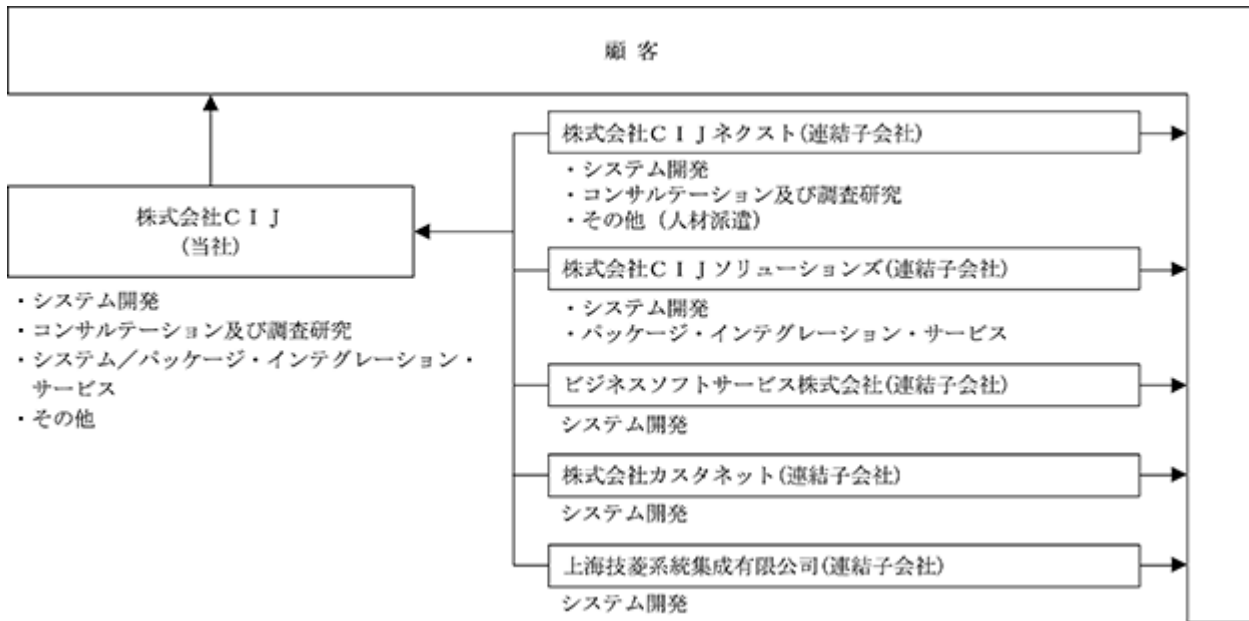 顧 客
株式会社ＣＩＪ
(当社)
・システム開発
・コンサルテーション及び調査研究
・システム／パッケージ・インテグレーション・
サービス
・その他
株式会社ＣＩＪネクスト(連結子会社)
・システム開発
・コンサルテーション及び調査研究
・その他（人材派遣）
株式会社ＣＩＪソリューションズ(連結子会社)
・システム開発
・パッケージ・インテグレーション・サービス
ビジネスソフトサービス株式会社(連結子会社)
システム開発
株式会社カスタネット(連結子会社)
システム開発
上海技菱系統集成有限公司(連結子会社)
システム開発